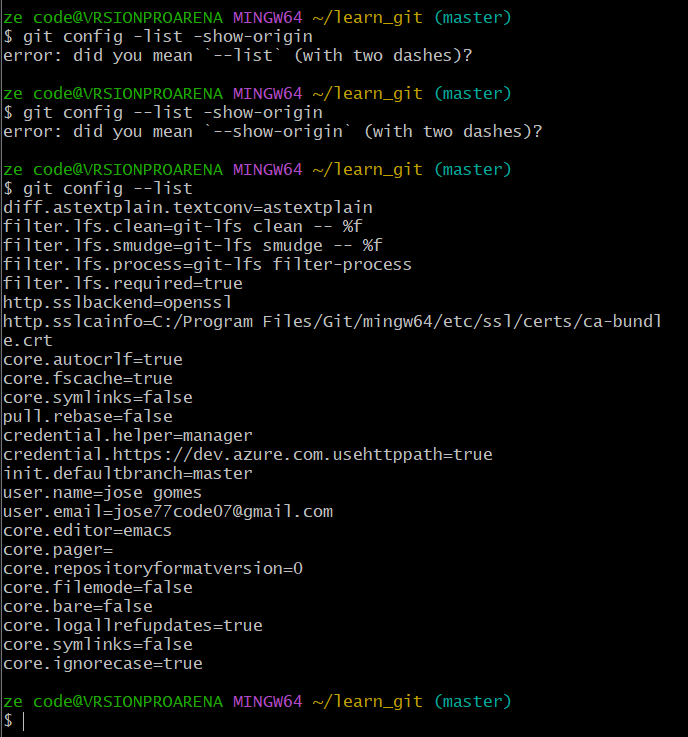 ze code@VRSIONPROARENA MINGW64 ~/learn_git (master)
$ git config -list -show-origin
error: did you mean `--list` (with two dashes)?
ze code@VRSIONPROARENA MINGW64 ~/learn_git (master)
$ git config --list -show-origin
error: did you mean `--show-origin` (with two dashes)?
ze code@VRSIONPROARENA MINGW64 ~/learn_git (master)
$ git config --list
diff.astextplain.textconv=astextplain
filter.lfs.clean=git-lfs clean -- %f
filter.lfs.smudge=git-lfs smudge -- %f
filter.lfs.process=git-lfs filter-process
filter.lfs.required=true
http.sslbackend=openssl
http.sslcainfo=C:/Program Files/Git/mingw64/etc/ssl/certs/ca-bundl
e.crt
core.autocrlf=true
core.fscache=true
core.symlinks=false
pull.rebase=false
credential.helper=manager
credential.https://dev.azure.com.usehttppath=true
init.defaultbranch=master
user.name=jose gomes
user.email=jose77code07@gmail.com
core.editor=emacs
core.pager=
core.repositoryformatversion=0
core.filemode=false
core.bare=false
core.logallrefupdates=true
core.symlinks=false
core.ignorecase=true
ze code@VRSIONPROARENA MINGW64 ~/learn_git (master)
$